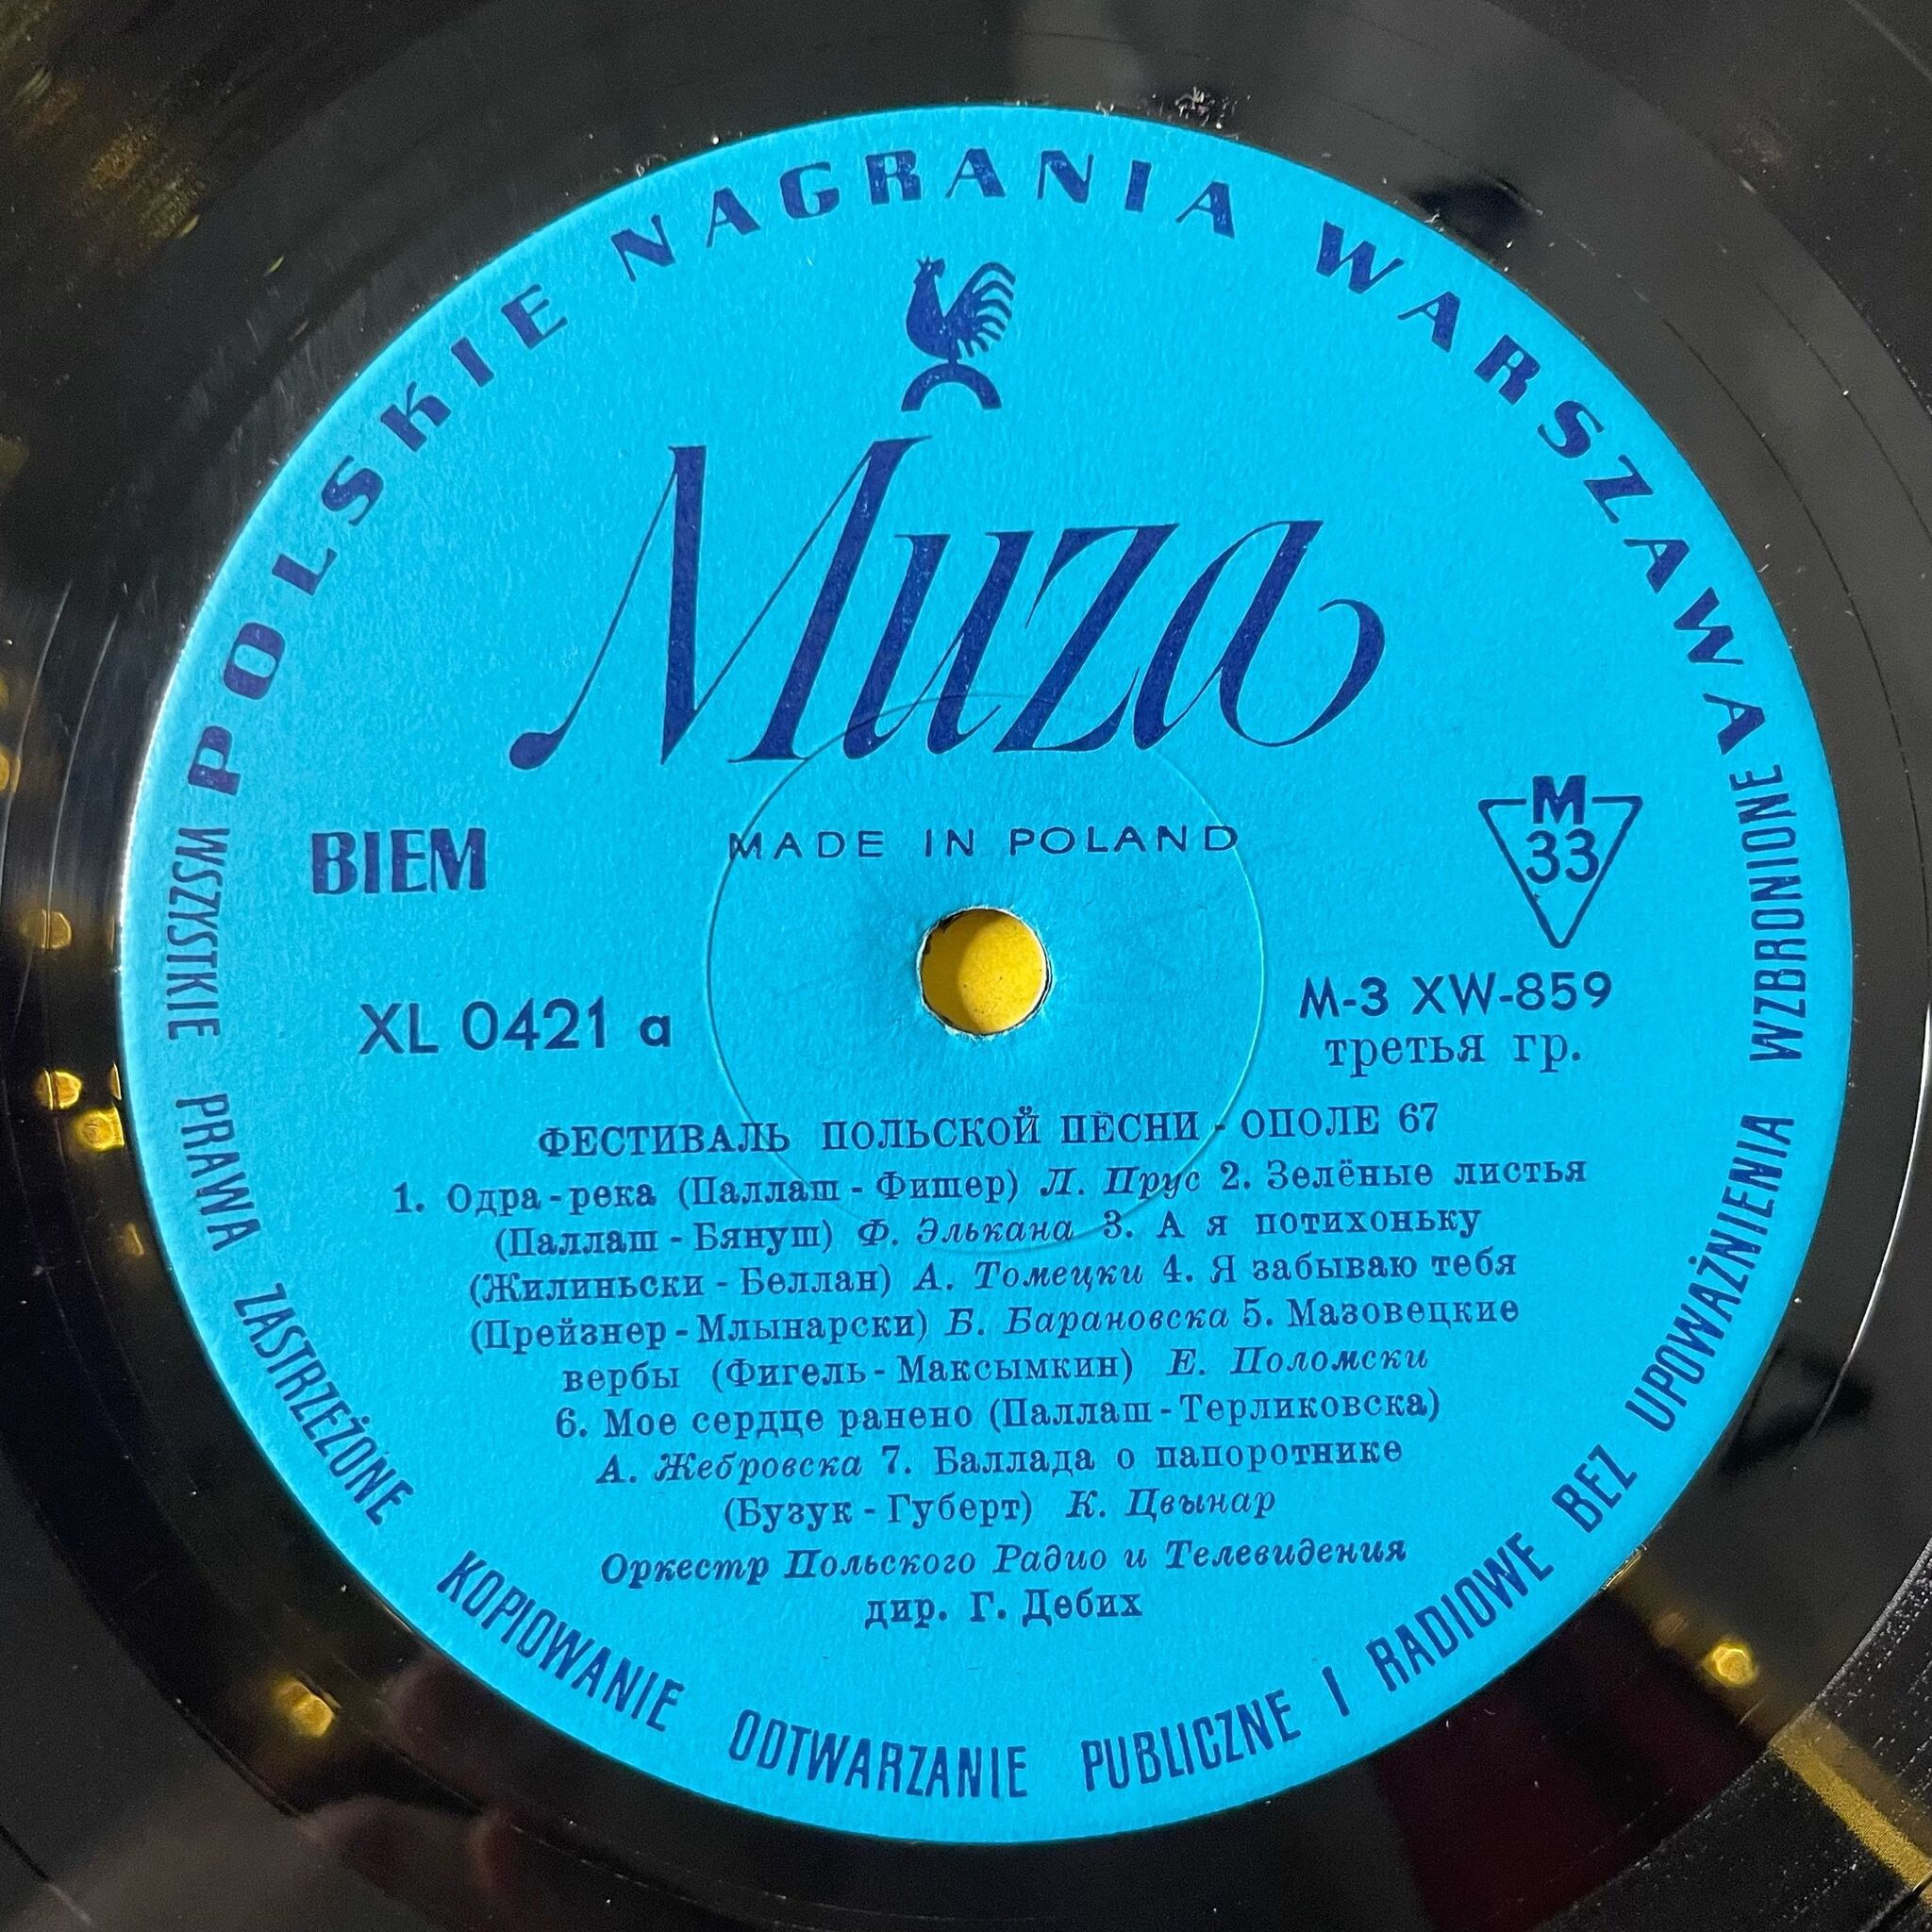 POLSKIE NAGRANIA WARSZAWA
Muza
MADE IN POLAND
BIEM
M
33
XL 0421 a
M-3 XW-859
третья гр.
ФЕСТИВАЛЬ ПОЛЬСКОЙ ПЕСНИ - ОПОЛЕ 67
1. Одра-река (Паллаш - Фишер) Л. Прус 2. Зелёные листья
(Паллаш - Бянуш) Ф. Элькана 3. А я потихоньку
(Жилиньски - Беллан) А. Томецки 4. Я забываю тебя
(Прейзнер - Млынарски) Б. Барановска 5. Мазовецкие
вербы (Фигель - Максымкин) Е. Поломски
6. Мое сердце ранено (Паллаш - Терликовска)
А. Жебровска 7. Баллада о папоротнике
(Бузук - Губерт) К. Цвынар
Оркестр Польского Радио и Телевидения
дир. Г. Дебих
WSZYSTKIE PRAWA ZASTRZEŻONE KOPIOWANIE ODTWARZANIE PUBLICZNE I RADIOWE BEZ UPOWAŻNIENIA WZBRONIONE